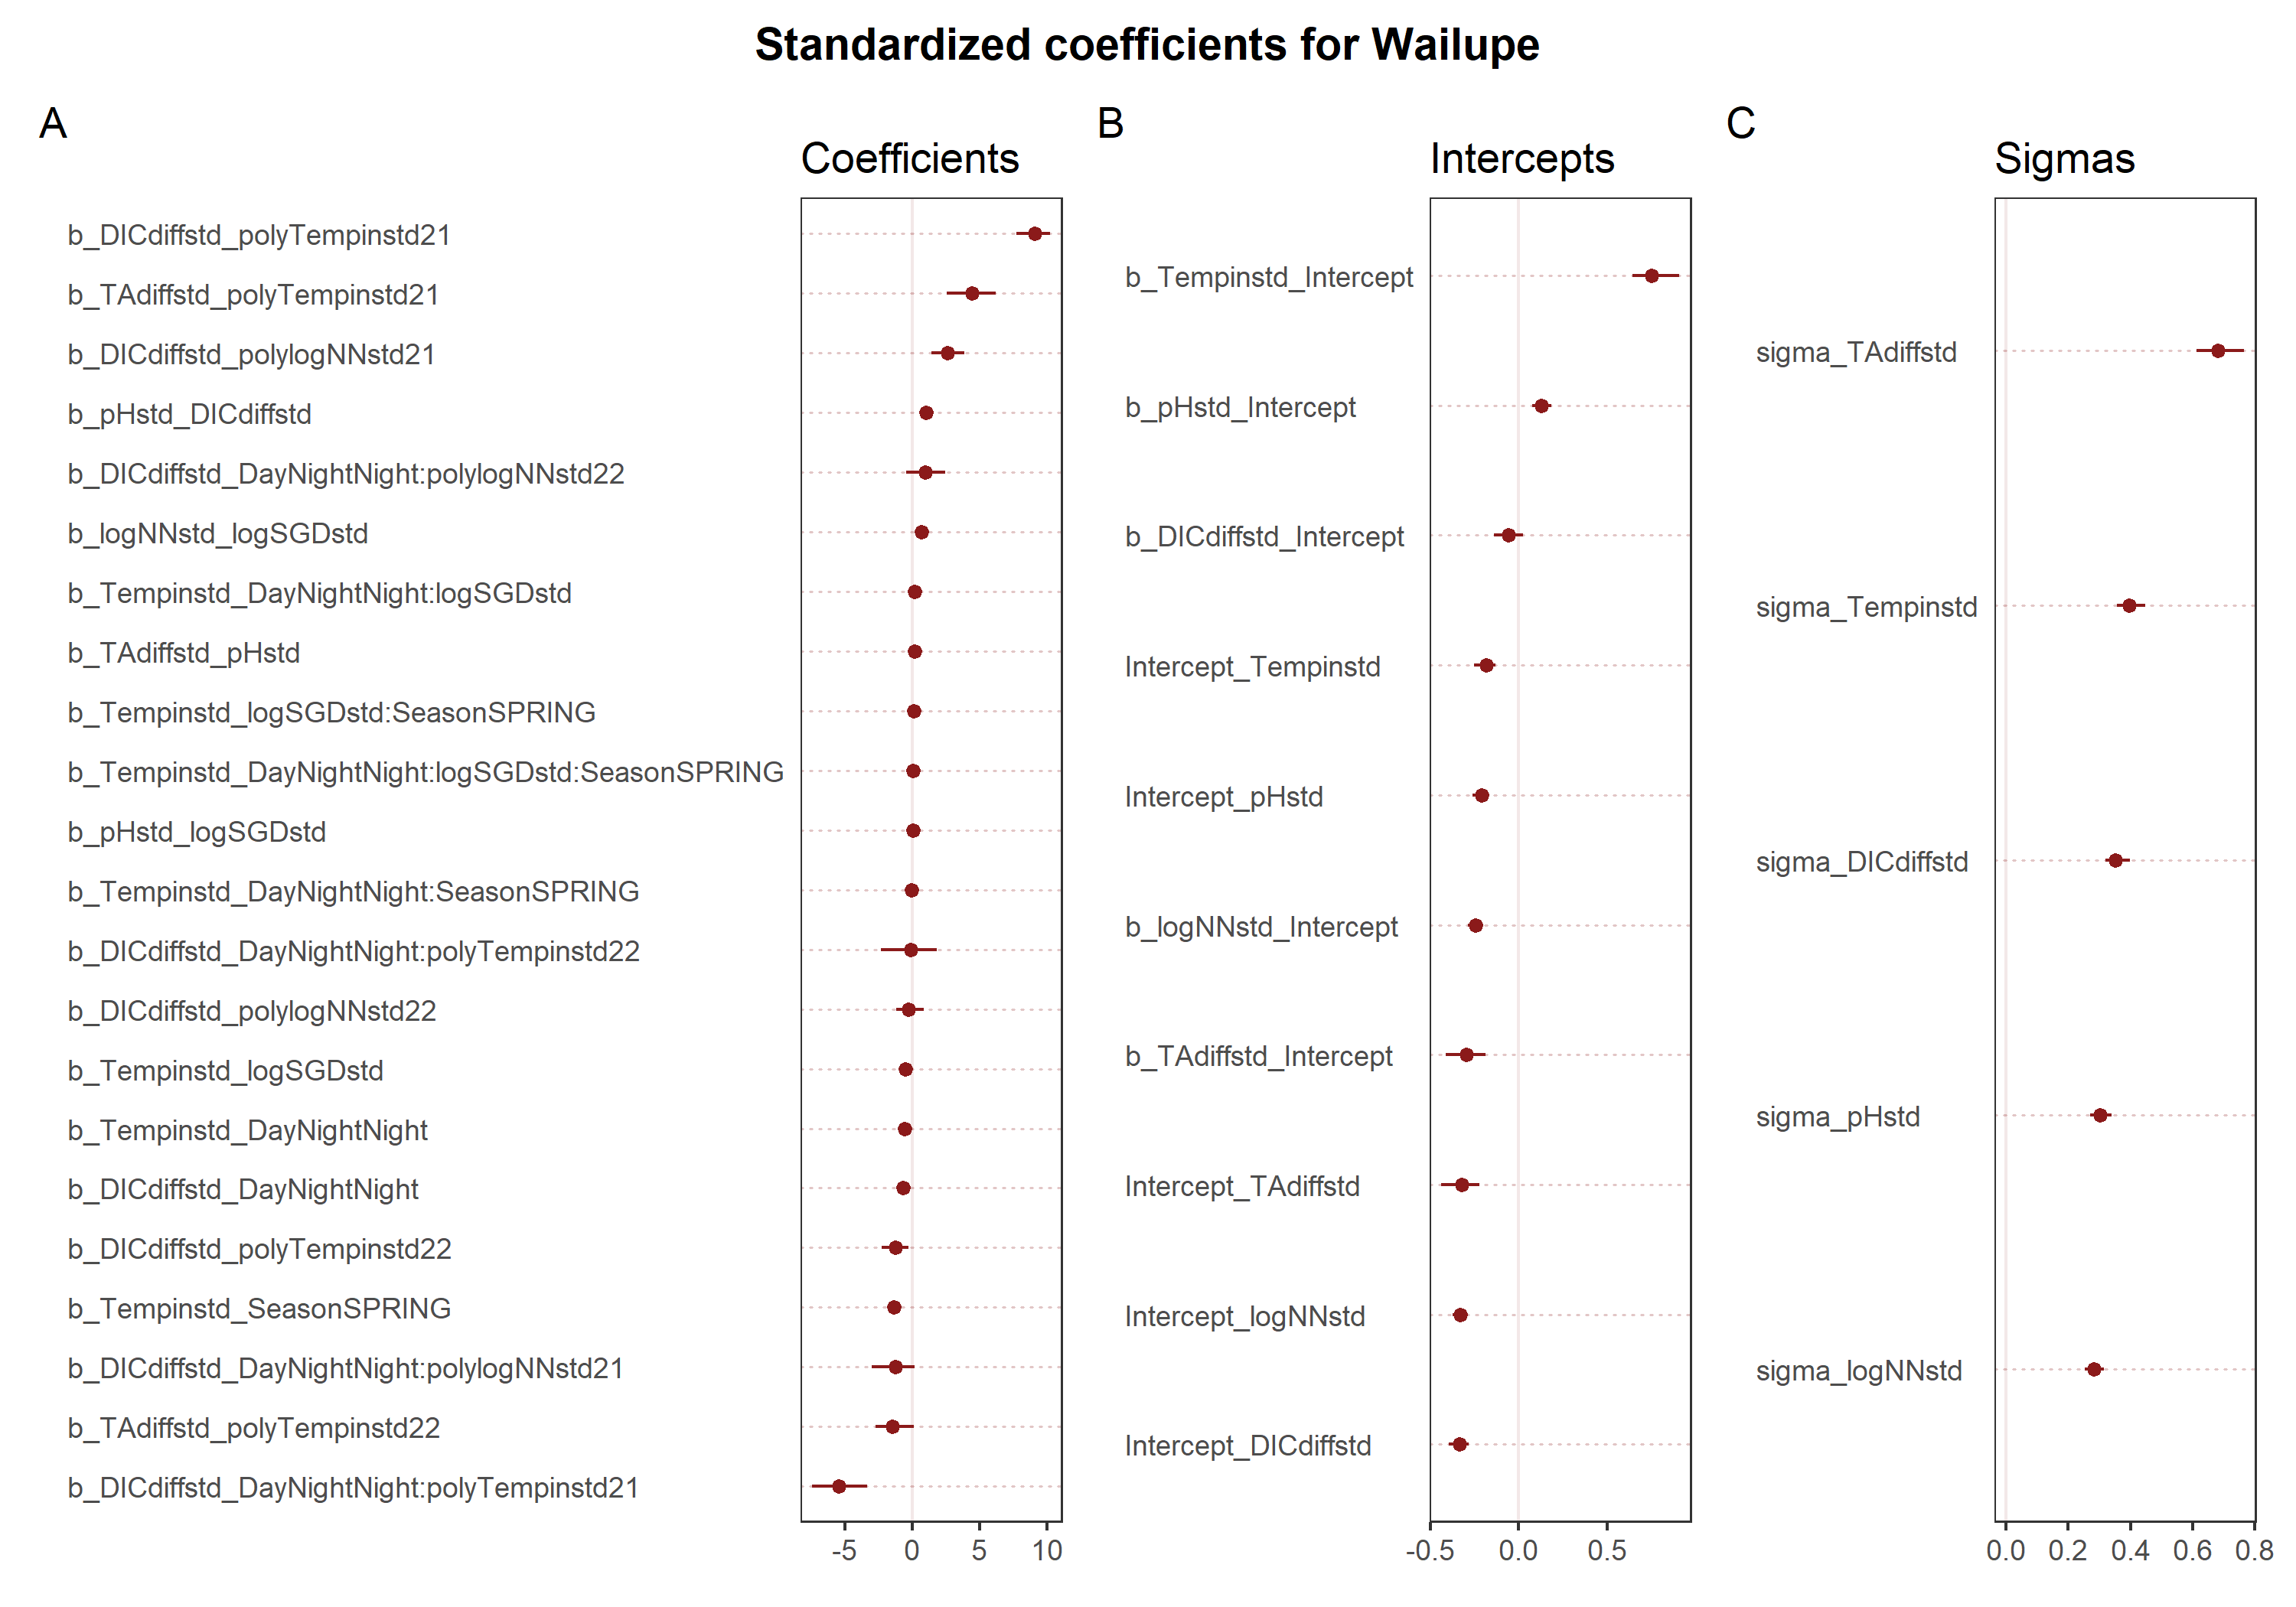 Standardized coefficients for Wailupe
A
Coefficients
b_DICdiffstd_polyTempinstd21
b_TAdiffstd_polyTempinstd21
b_DICdiffstd_polylogNNstd21
b_pHstd_DICdiffstd
b_DICdiffstd_DayNightNight:polylogNNstd22
b_logNNstd_logSGDstd
b_Tempinstd_DayNightNight:logSGDstd
b_TAdiffstd_pHstd
b_Tempinstd_logSGDstd:SeasonSPRING
b_Tempinstd_DayNightNight:logSGDstd:SeasonSPRING
b_pHstd_logSGDstd
b_Tempinstd_DayNightNight:SeasonSPRING
b_DICdiffstd_DayNightNight:polyTempinstd22
b_DICdiffstd_polylogNNstd22
b_Tempinstd_logSGDstd
b_Tempinstd_DayNightNight
b_DICdiffstd_DayNightNight
b_DICdiffstd_polyTempinstd22
b_Tempinstd_SeasonSPRING
b_DICdiffstd_DayNightNight:polylogNNstd21
b_TAdiffstd_polyTempinstd22
b_DICdiffstd_DayNightNight:polyTempinstd21
-5 0 5 10
B
Intercepts
b_Tempinstd_Intercept
b_pHstd_Intercept
b_DICdiffstd_Intercept
Intercept_Tempinstd
Intercept_pHstd
b_logNNstd_Intercept
b_TAdiffstd_Intercept
Intercept_TAdiffstd
Intercept_logNNstd
Intercept_DICdiffstd
-0.5 0.0 0.5
C
Sigmas
sigma_TAdiffstd
sigma_Tempinstd
sigma_DICdiffstd
sigma_pHstd
sigma_logNNstd
0.0 0.2 0.4 0.6 0.8